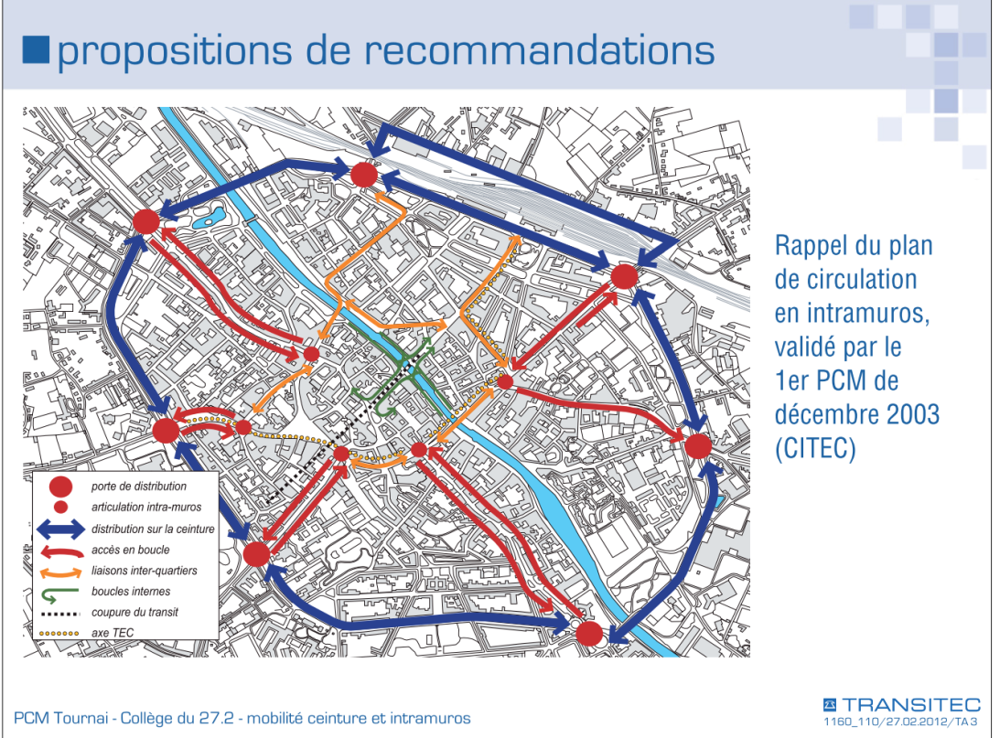 propositions de recommandations
Rappel du plan
de circulation
en intramuros,
validé par le
1er PCM de
décembre 2003
(CITEC)
porte de distribution
articulation intra-muros
distribution sur la ceinture
accès en boucle
liaisons inter-quartiers
boucles internes
coupure du transit
axe TEC
PCM Tournai - Collège du 27.2 - mobilité ceinture et intramuros
TRANSITEC
1160_110/27.02.2012/TA3